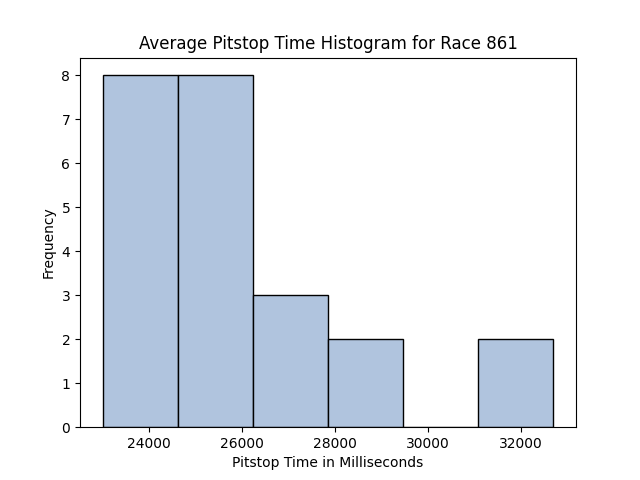 Average Pitstop Time Histogram for Race 861
8
7
6
5
4
3
2
1
0
Frequency
24000 26000 28000 30000 32000
Pitstop Time in Milliseconds